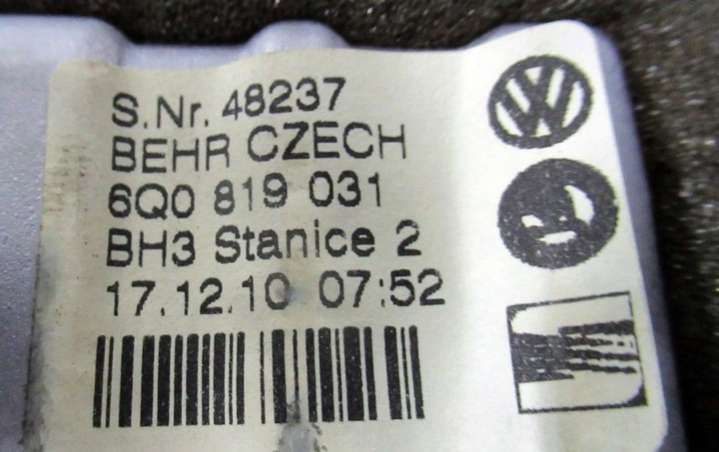 S.Nr. 48237
BEHR CZECH
6Q0 819 031
BH3 Stanice 2
17.12.10 07:52